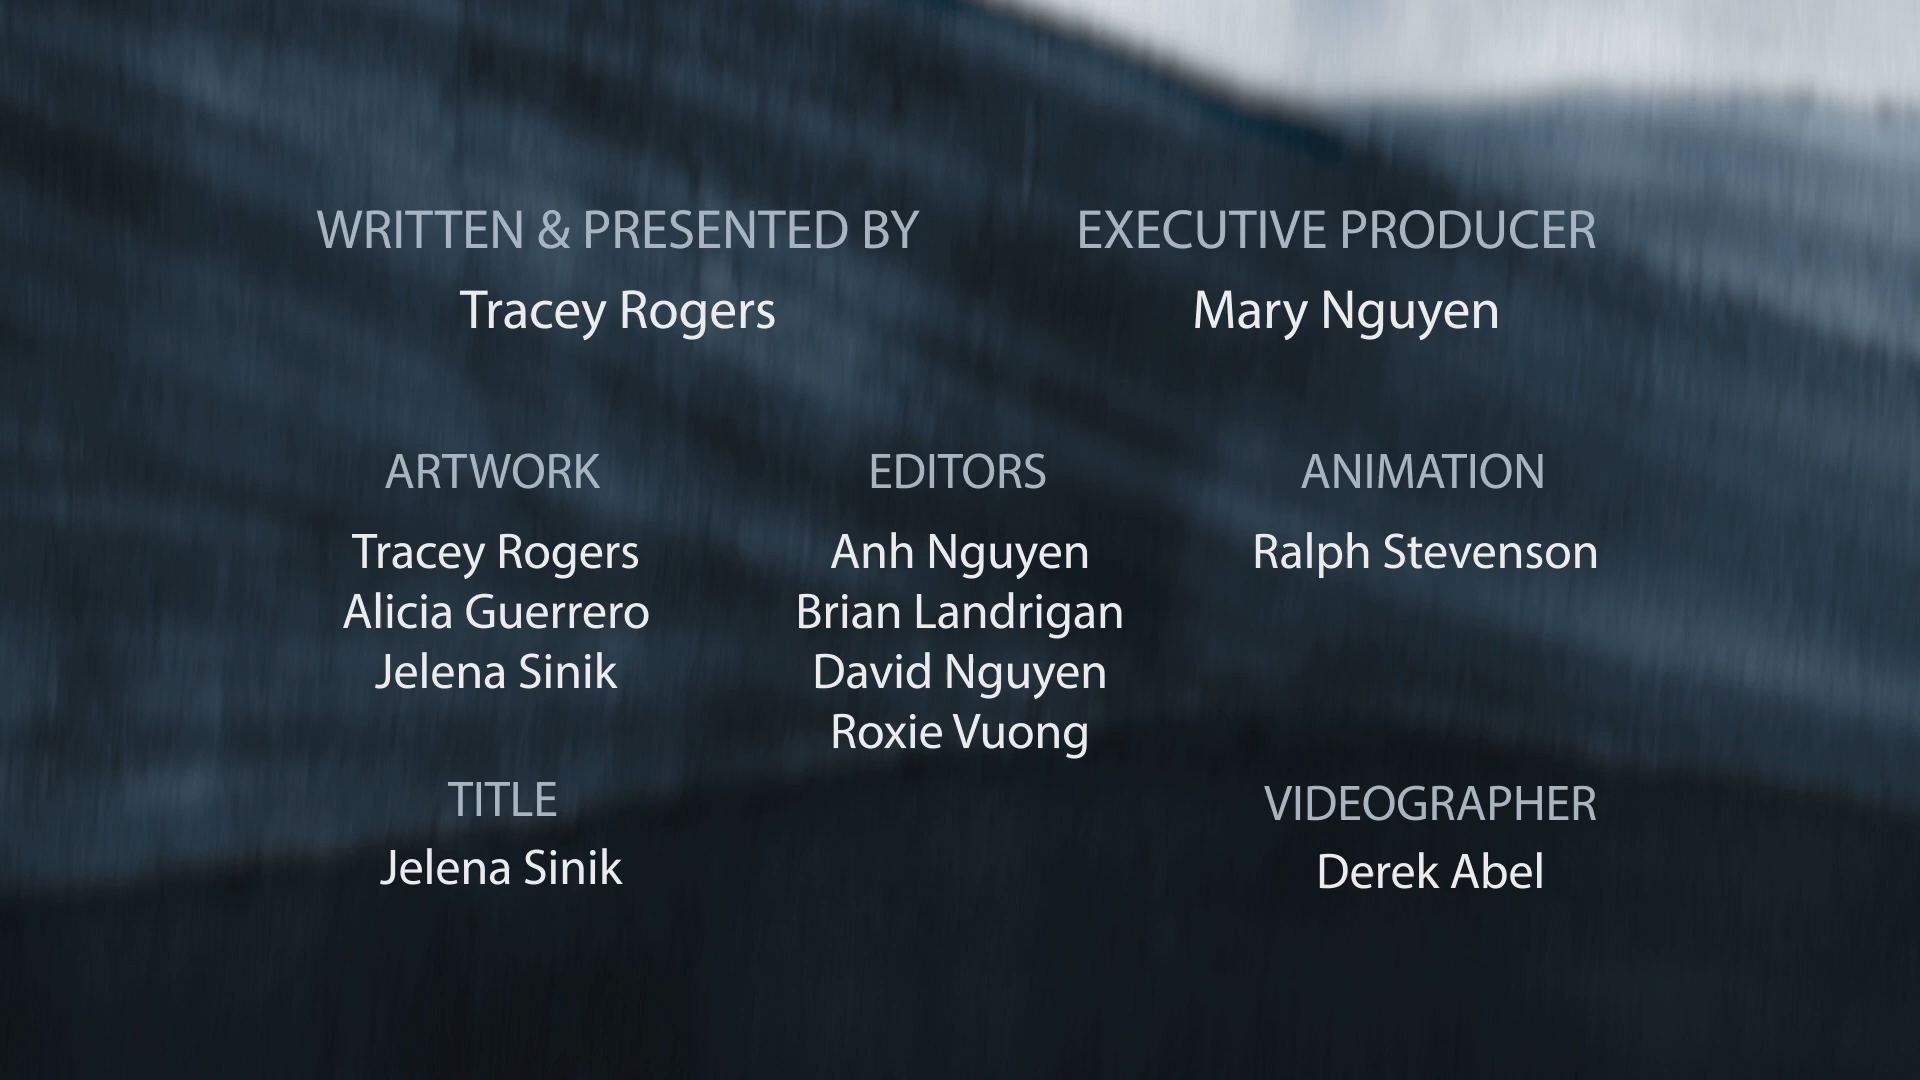 WRITTEN & PRESENTED BY
Tracey Rogers
EXECUTIVE PRODUCER
Mary Nguyen
ARTWORK
Tracey Rogers
Alicia Guerrero
Jelena Sinik
EDITORS
Anh Nguyen
Brian Landrigan
David Nguyen
Roxie Vuong
ANIMATION
Ralph Stevenson
TITLE
Jelena Sinik
VIDEOGRAPHER
Derek Abel